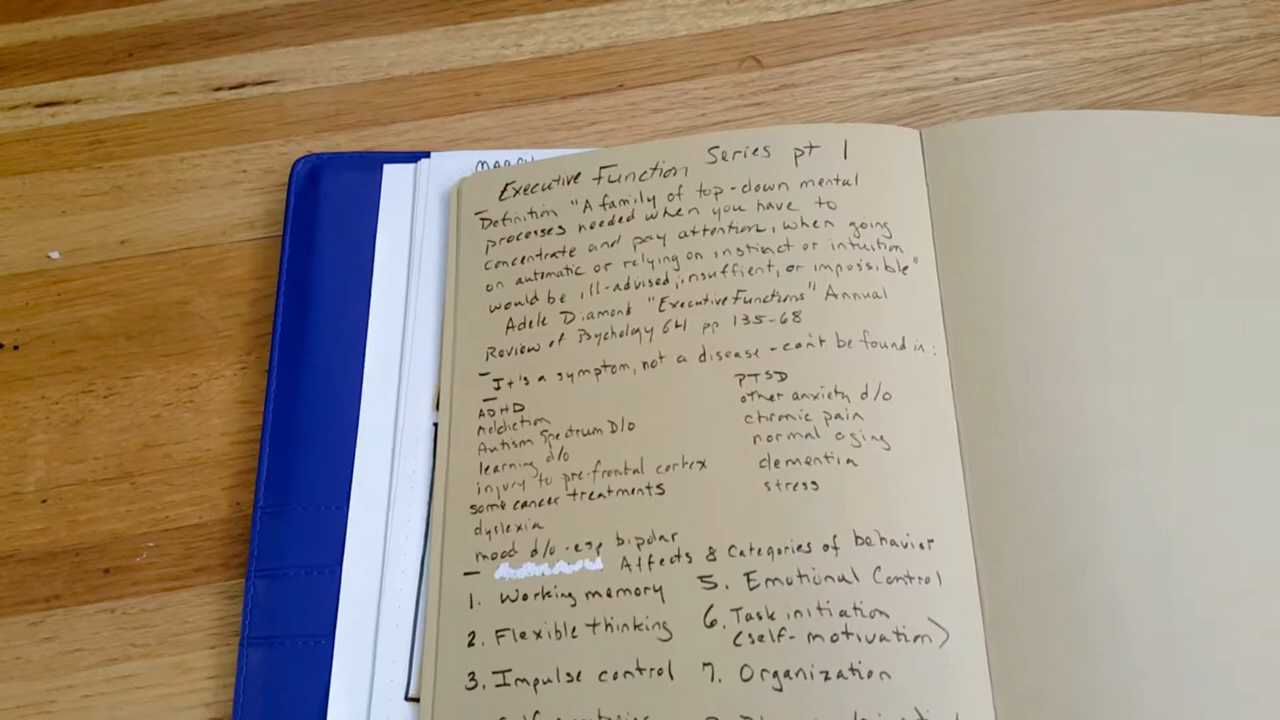 MARCH
Executive Function Series pt 1
- Definition "A family of top-down mental
processes needed when you have to
concentrate and pay attention, when going
on automatic or relying on instinct or intuition
would be ill-advised, insufficient, or impossible"
Adele Diamond "Executive Functions" Annual
Review of Psychology 64 pp 135-68
- It's a symptom, not a disease - can't be found in:
ADHD
Addiction
Autism Spectrum D/o
learning d/o
injury to pre-frontal cortex
some cancer treatments
dyslexia
mood d/o - esp bipolar
PTSD
other anxiety d/o
chronic pain
normal aging
dementia
stress
- Affects 8 Categories of behavior
1. Working memory
2. Flexible thinking
3. Impulse control
5. Emotional Control
6. Task initiation
(self-motivation)
7. Organization